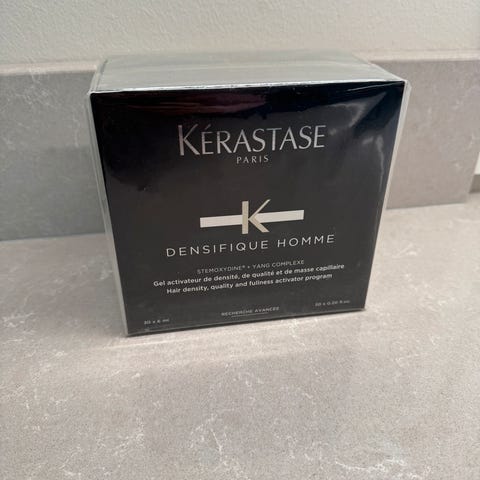 KÉRASTASE
PARIS
DENSIFIQUE HOMME
STEMOXYDINE® + YANG COMPLEXE
Gel activateur de densité, de qualité et de masse capillaire
Hair density, quality and fullness activator program
30 x 6 ml
30 x 0.20 fl.oz.
RECHERCHE AVANCÉE